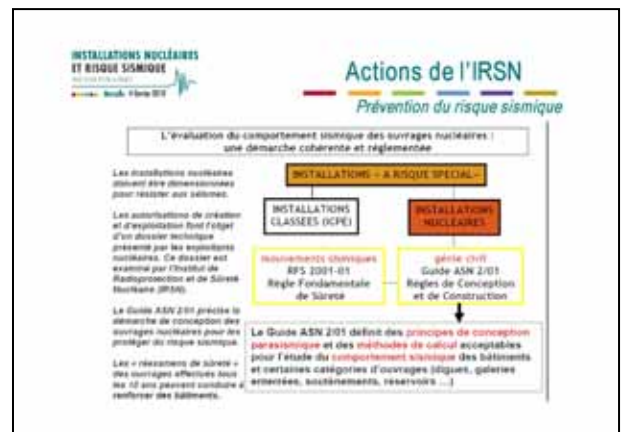 INSTALLATIONS NUCLÉAIRES
ET RISQUE SISMIQUE
Actions de l'IRSN
Prévention du risque sismique
L'évaluation du comportement sismique des ouvrages nucléaires :
une démarche cohérente et réglementée
Les installations nucléaires
doivent être dimensionnées
pour résister aux séismes.
Les autorisations de création
et d'exploitation font l'objet
d'un dossier technique
présenté par les exploitants
nucléaires. Ce dossier est
examiné par l'Institut de
Radioprotection et de Sûreté
Nucléaire (IRSN).
Le Guide ASN 2/01 précise la
démarche de conception des
ouvrages nucléaires pour les
protéger du risque sismique.
Les « réexamens de sûreté »
des ouvrages effectués tous
les 10 ans peuvent conduire à
renforcer des bâtiments.
INSTALLATIONS « A RISQUE SPECIAL »
INSTALLATIONS
CLASSÉES (ICPE)
INSTALLATIONS
NUCLEAIRES
mouvements sismiques
RFS 2001-01
Règle Fondamentale
de Sûreté
génie civil
Guide ASN 2/01
Règles de Conception
et de Construction
Le Guide ASN 2/01 définit des principes de conception
parasismique et des méthodes de calcul acceptables
pour l'étude du comportement sismique des bâtiments
et certaines catégories d'ouvrages (digues, galeries
enterrées, soutènements, réservoirs ...)